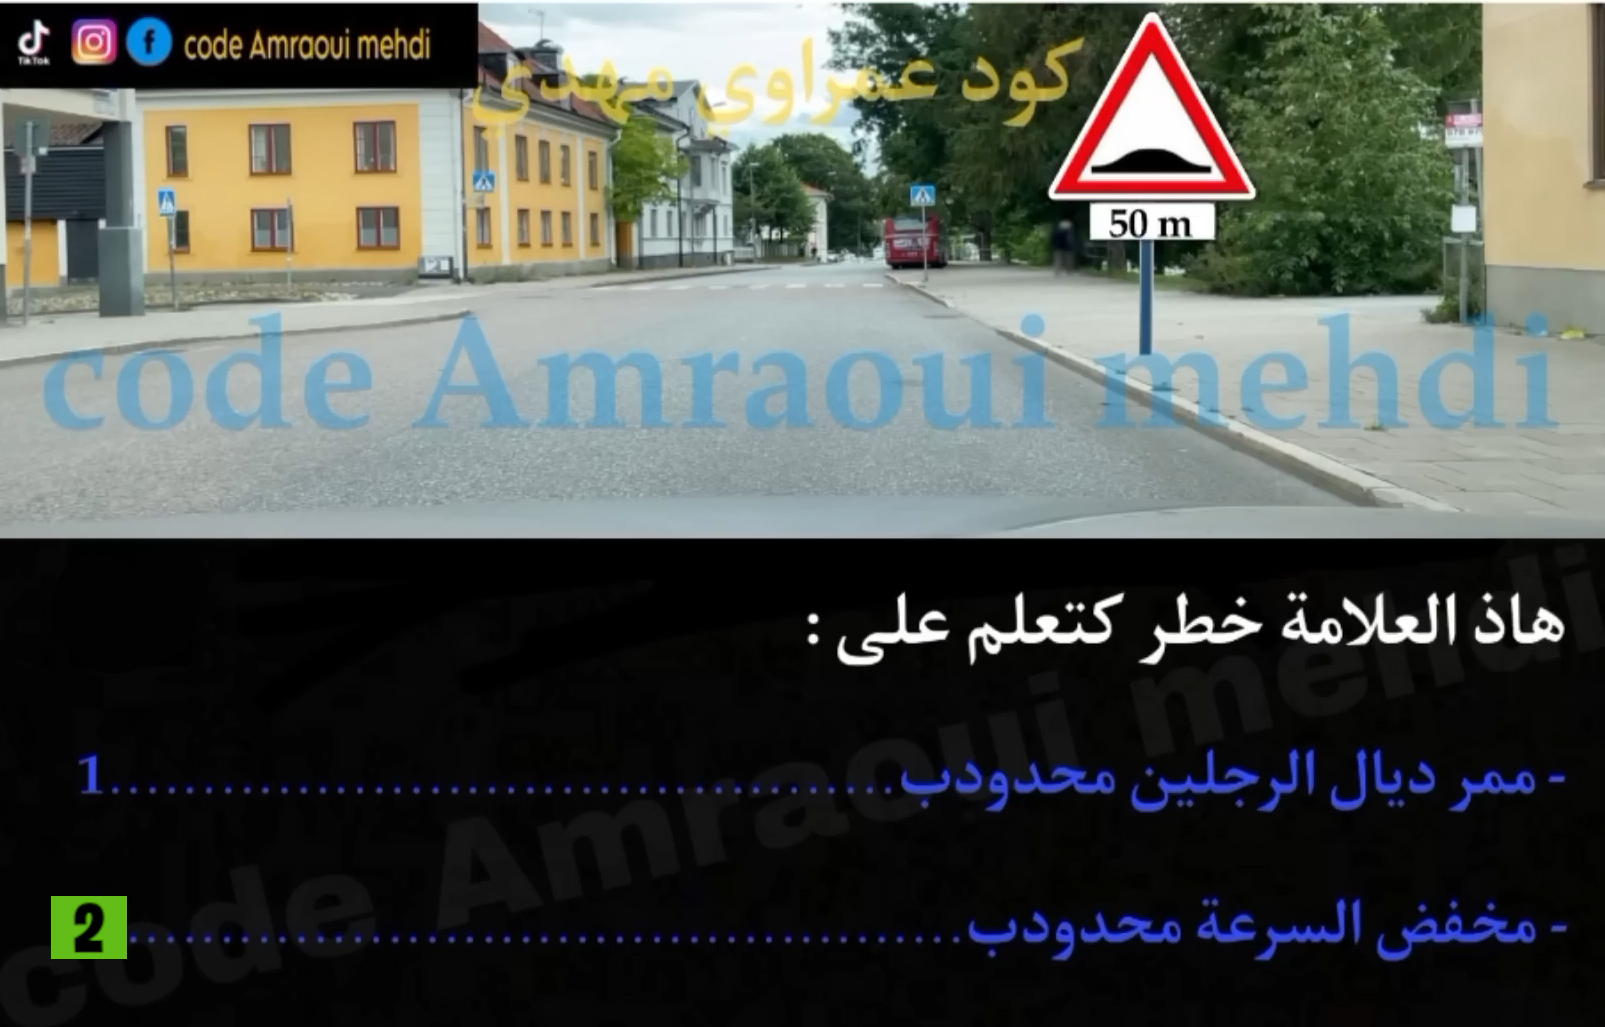 TikTok
code Amraoui mehdi
كود عمراوي مهدي
50 m
code Amraoui mehdi
هاذ العلامة خطر كتعلم على :
- ممر ديال الرجلين محدودب........................................1
- مخفض السرعة محدودب........................................2
code Amraoui mehdi